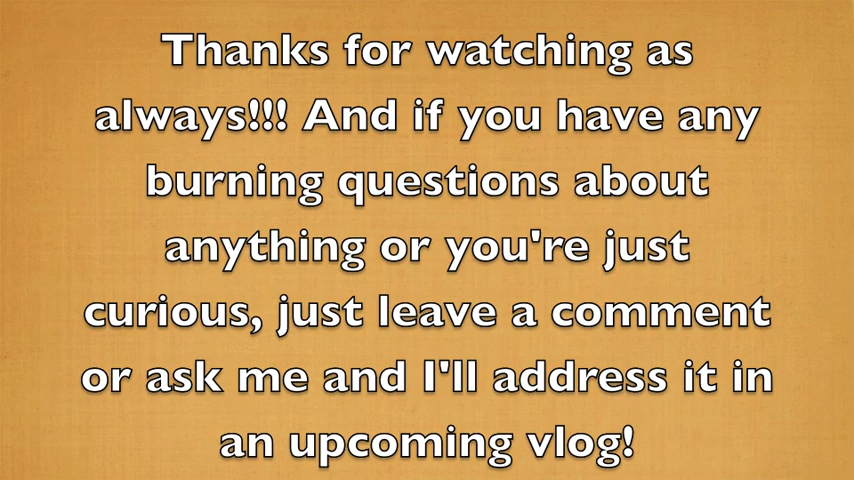 Thanks for watching as
always!!! And if you have any
burning questions about
anything or you're just
curious, just leave a comment
or ask me and I'll address it in
an upcoming vlog!